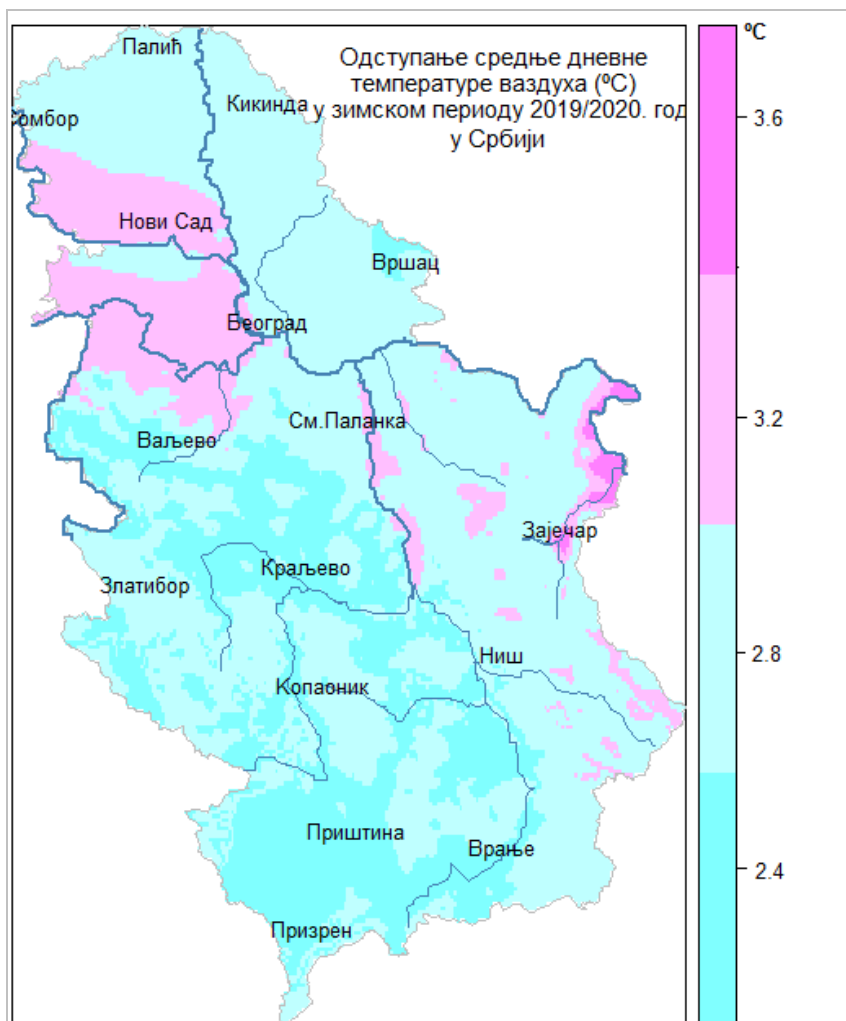 Одступање средње дневне
температуре ваздуха (ºC)
у зимском периоду 2019/2020. год
у Србији
ºC
3.6
3.2
2.8
2.4
Палић
Кикинда
омбор
Нови Сад
Вршац
Београд
См.Паланка
Ваљево
Зајечар
Краљево
Златибор
Ниш
Копаоник
Приштина
Врање
Призрен